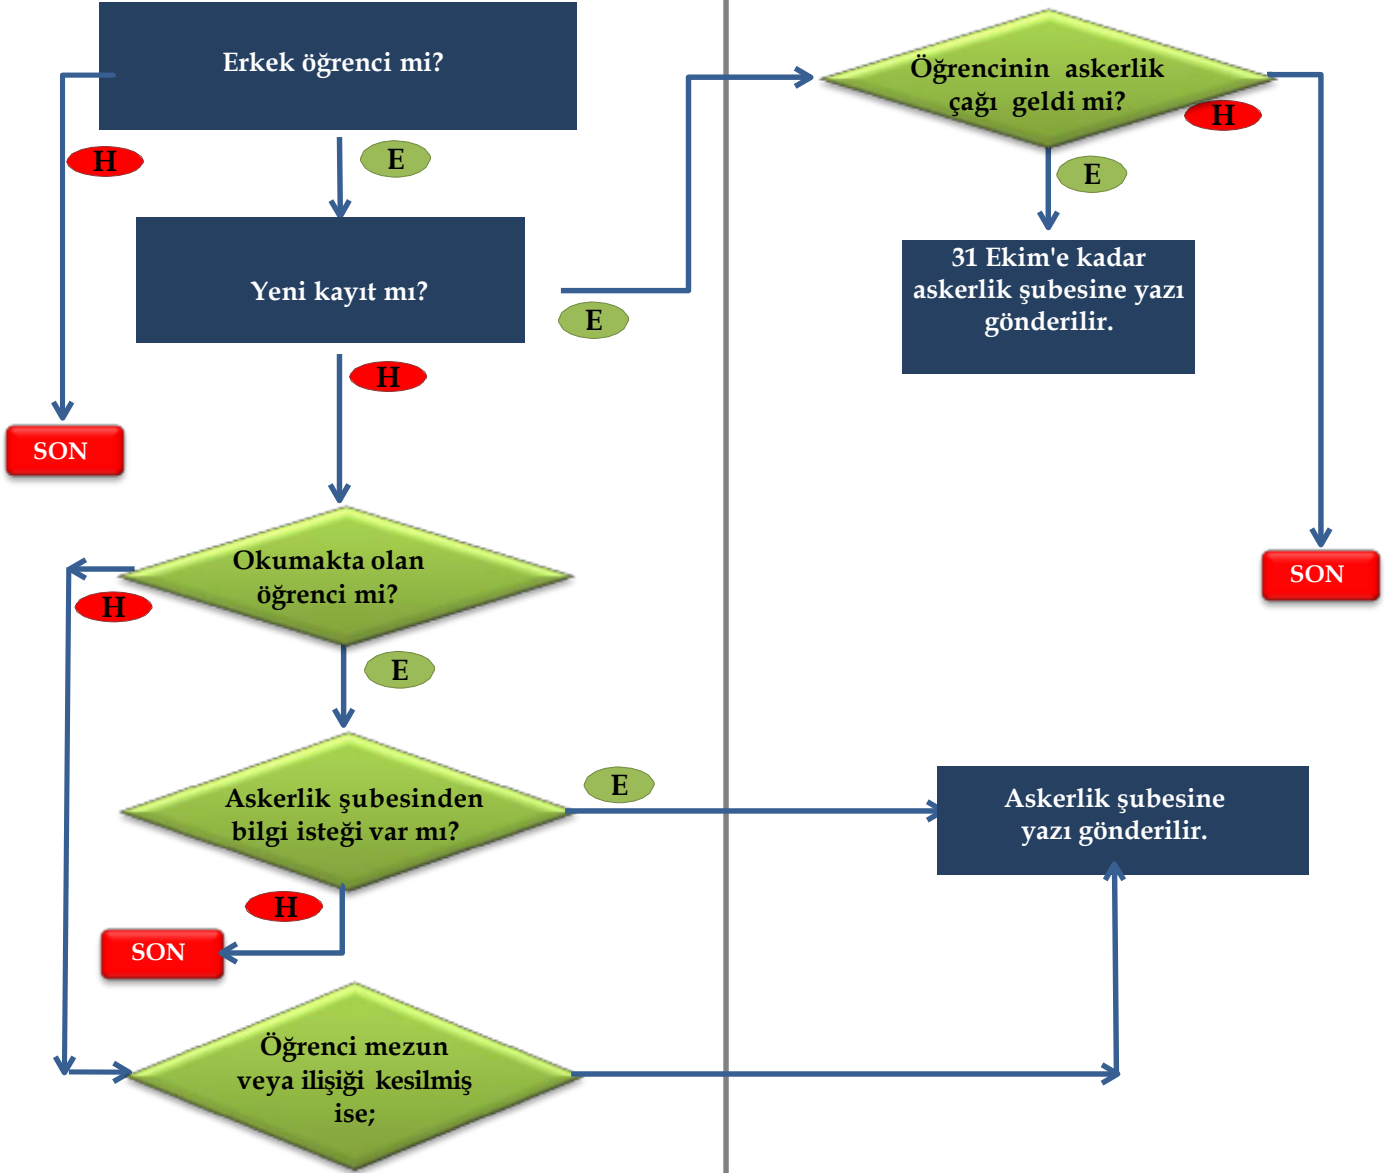 Erkek öğrenci mi?
H
E
Yeni kayıt mı?
E
H
SON
Okumakta olan
öğrenci mi?
H
E
Askerlik şubesinden
bilgi isteği var mı?
E
H
SON
Öğrenci mezun
veya ilişiği kesilmiş
ise;
Öğrencinin askerlik
çağı geldi mi?
H
E
31 Ekim'e kadar
askerlik şubesine yazı
gönderilir.
SON
Askerlik şubesine
yazı gönderilir.